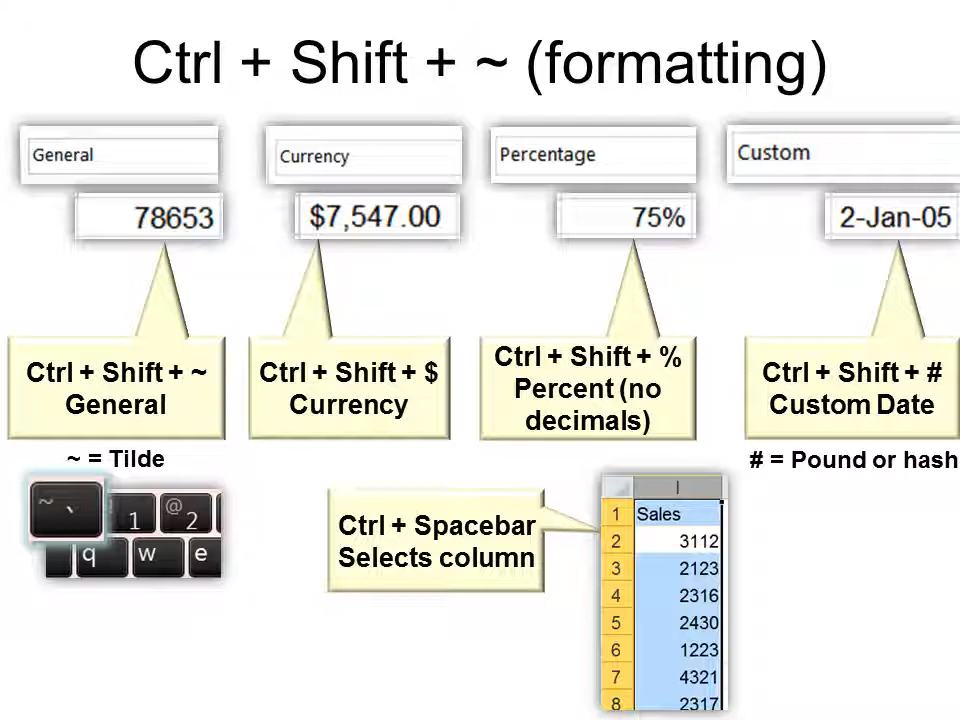 Ctrl + Shift + ~ (formatting)
General
Currency
Percentage
Custom
78653
$7,547.00
75%
2-Jan-05
Ctrl + Shift + ~
General
Ctrl + Shift + $
Currency
Ctrl + Shift + %
Percent (no
decimals)
Ctrl + Shift + #
Custom Date
~ = Tilde
# = Pound or hash
~ ` ! 1 @ 2
q w e
Ctrl + Spacebar
Selects column
I
1 Sales
2 3112
3 2123
4 2316
5 2430
6 1223
7 4321
8 2317